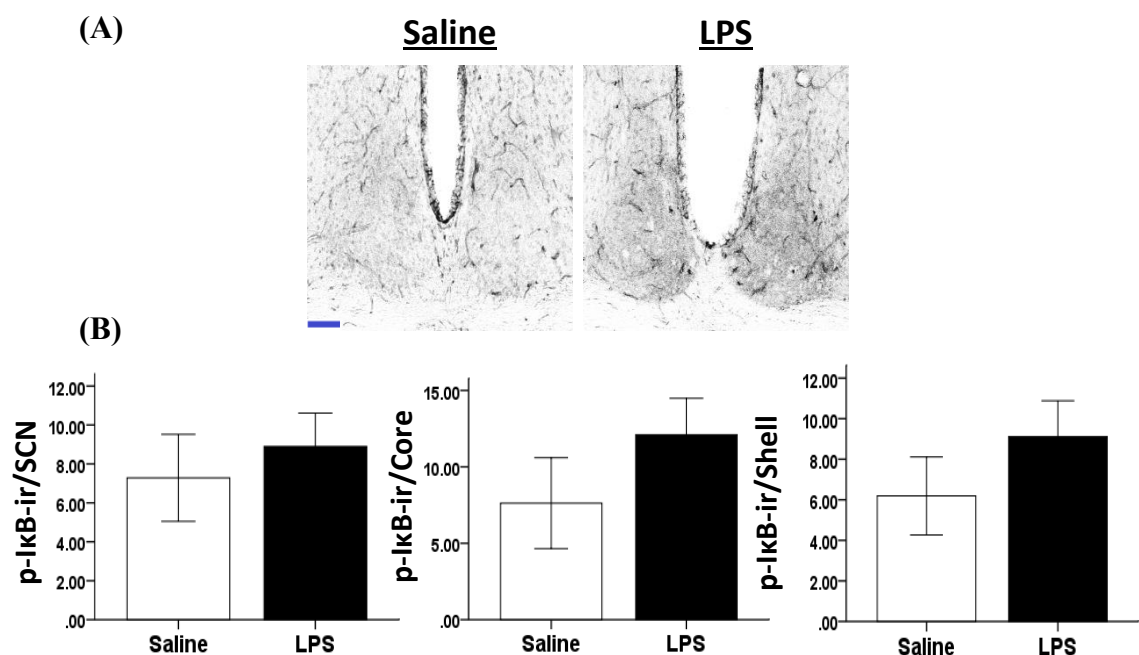 (A)
Saline
LPS
(B)
p-IκB-ir/SCN
12.00
10.00
8.00
6.00
4.00
2.00
.00
Saline
LPS
p-IκB-ir/Core
15.00
10.00
5.00
.00
Saline
LPS
p-IκB-ir/Shell
12.00
10.00
8.00
6.00
4.00
2.00
.00
Saline
LPS